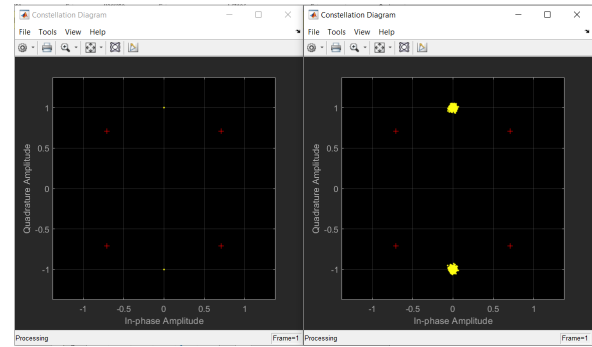 Constellation Diagram
File Tools View Help
1
0.5
0
-0.5
-1
Quadrature Amplitude
-1 -0.5 0 0.5 1
In-phase Amplitude
Processing Frame=1
Constellation Diagram
File Tools View Help
1
0.5
0
-0.5
-1
Quadrature Amplitude
-1 -0.5 0 0.5 1
In-phase Amplitude
Processing Frame=1